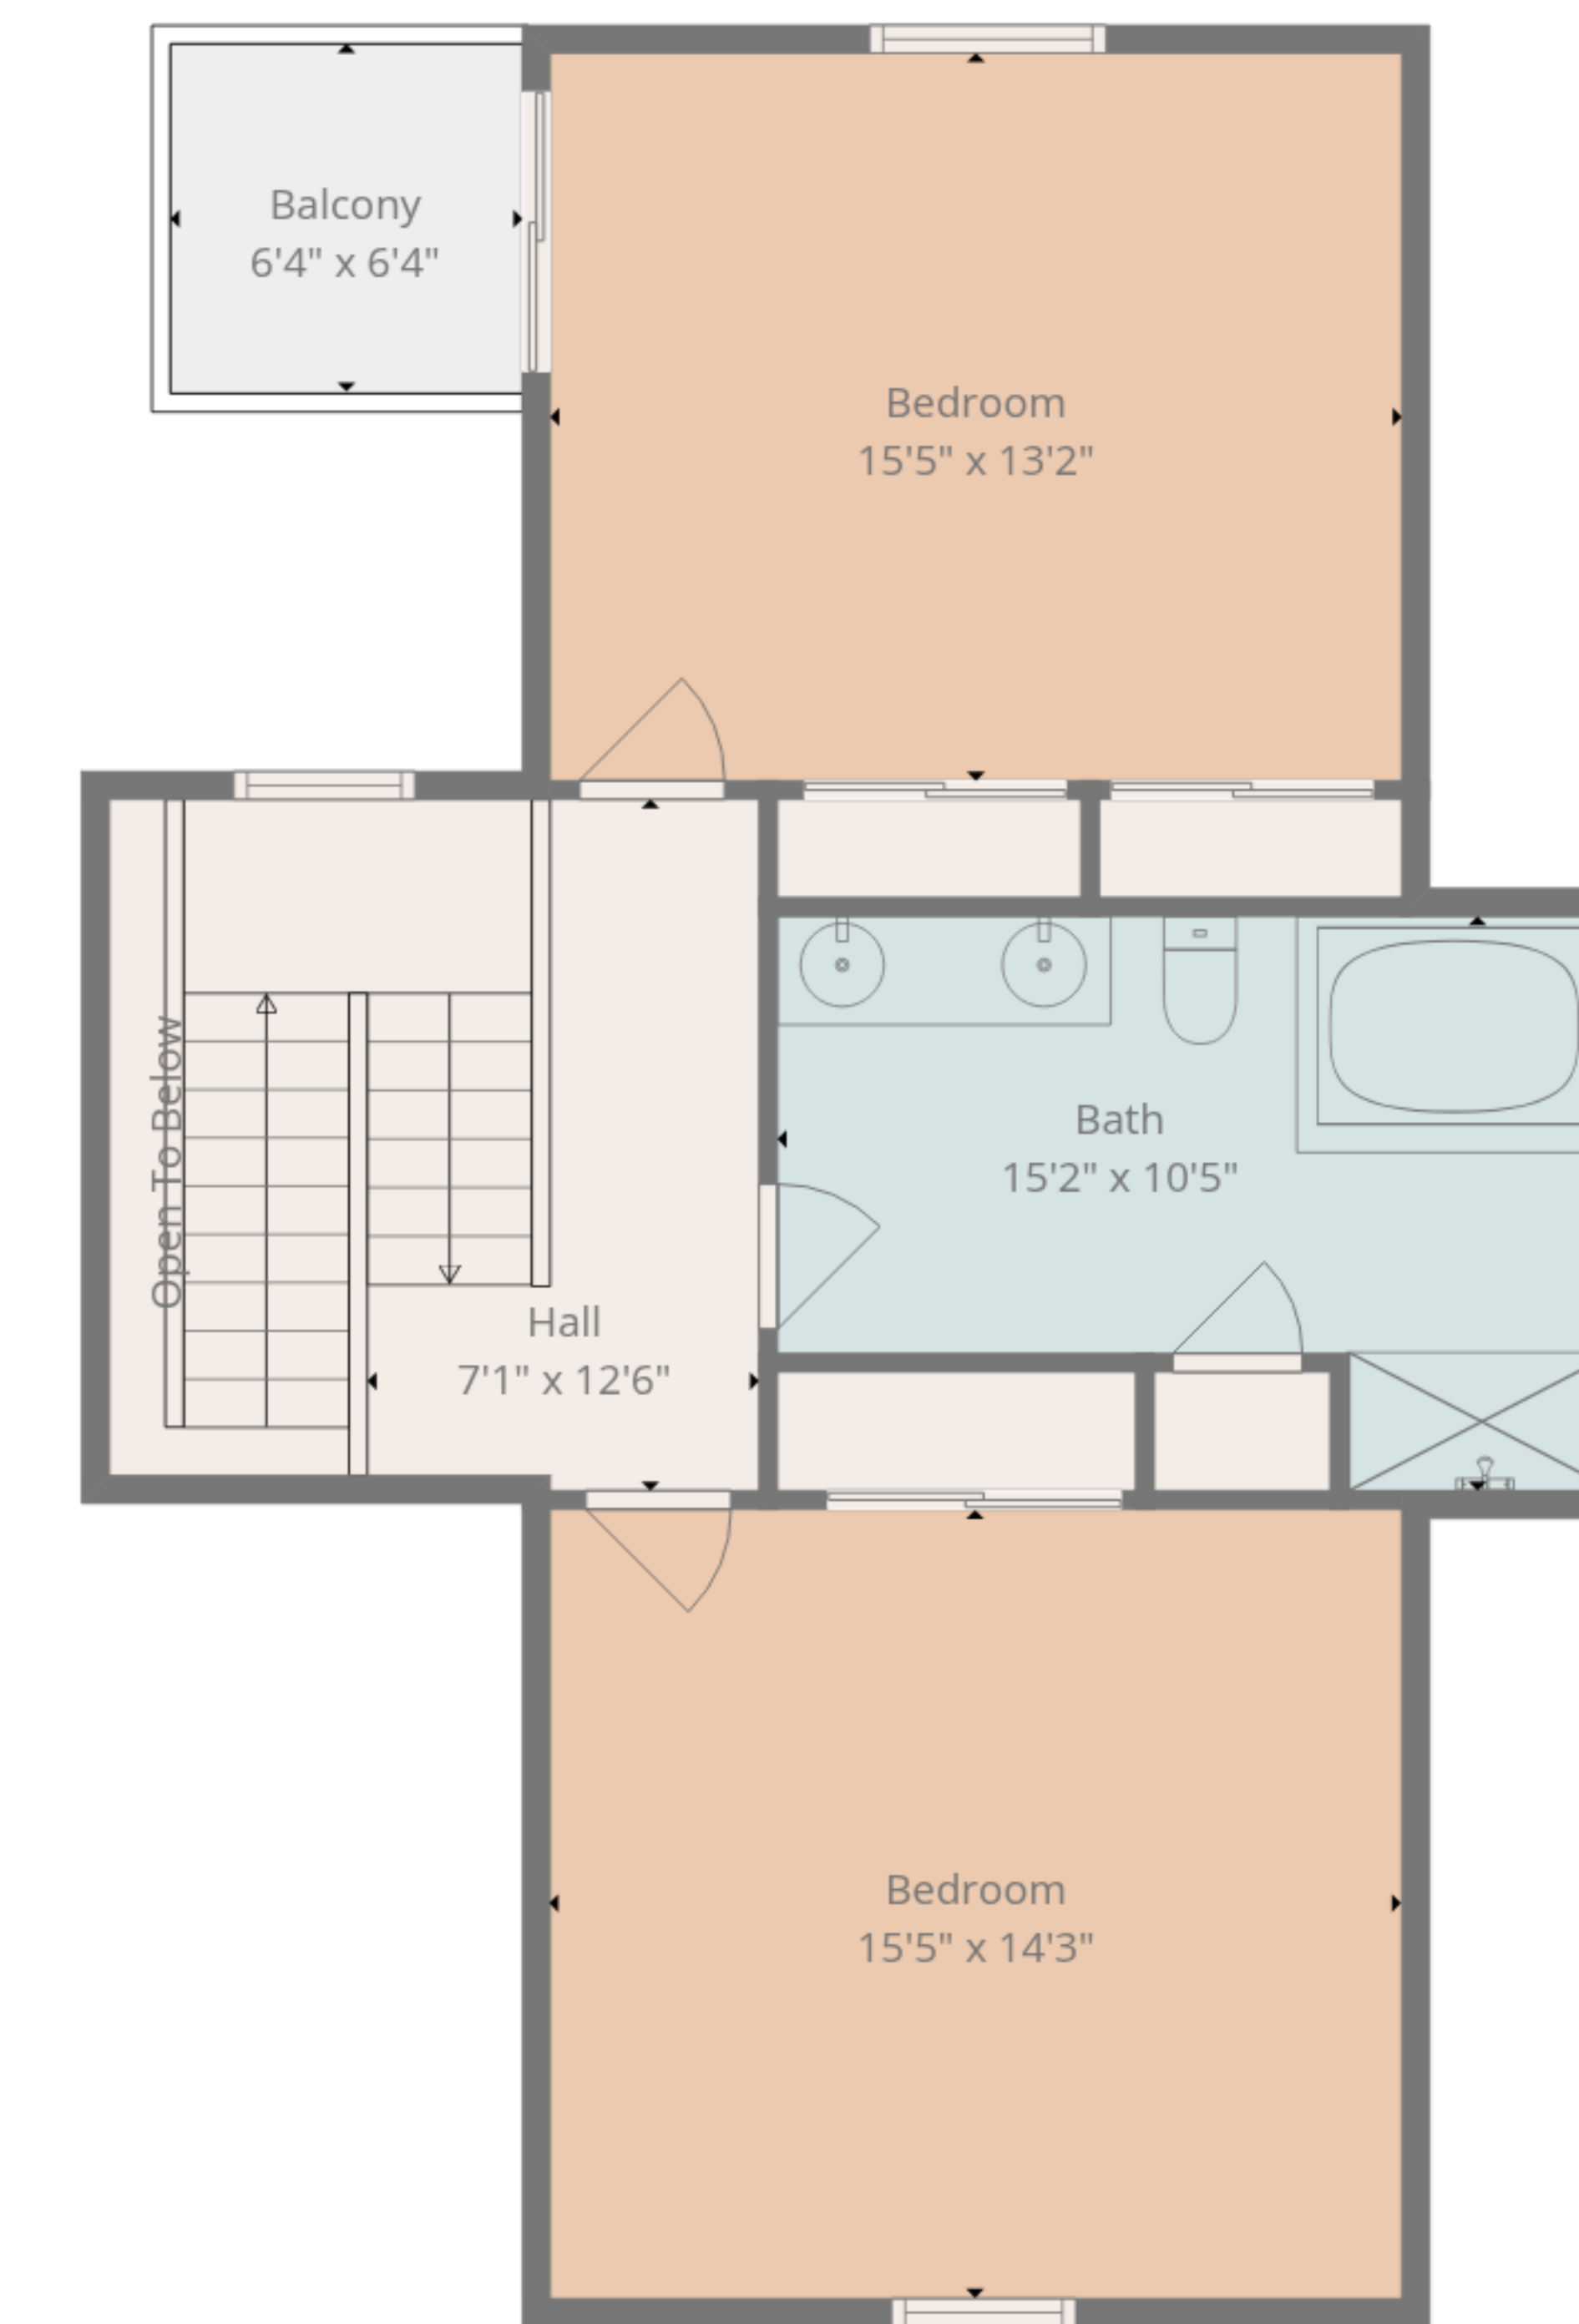 Balcony
6'4" x 6'4"
Bedroom
15'5" x 13'2"
Open To Below
Bath
15'2" x 10'5"
Hall
7'1" x 12'6"
Bedroom
15'5" x 14'3"